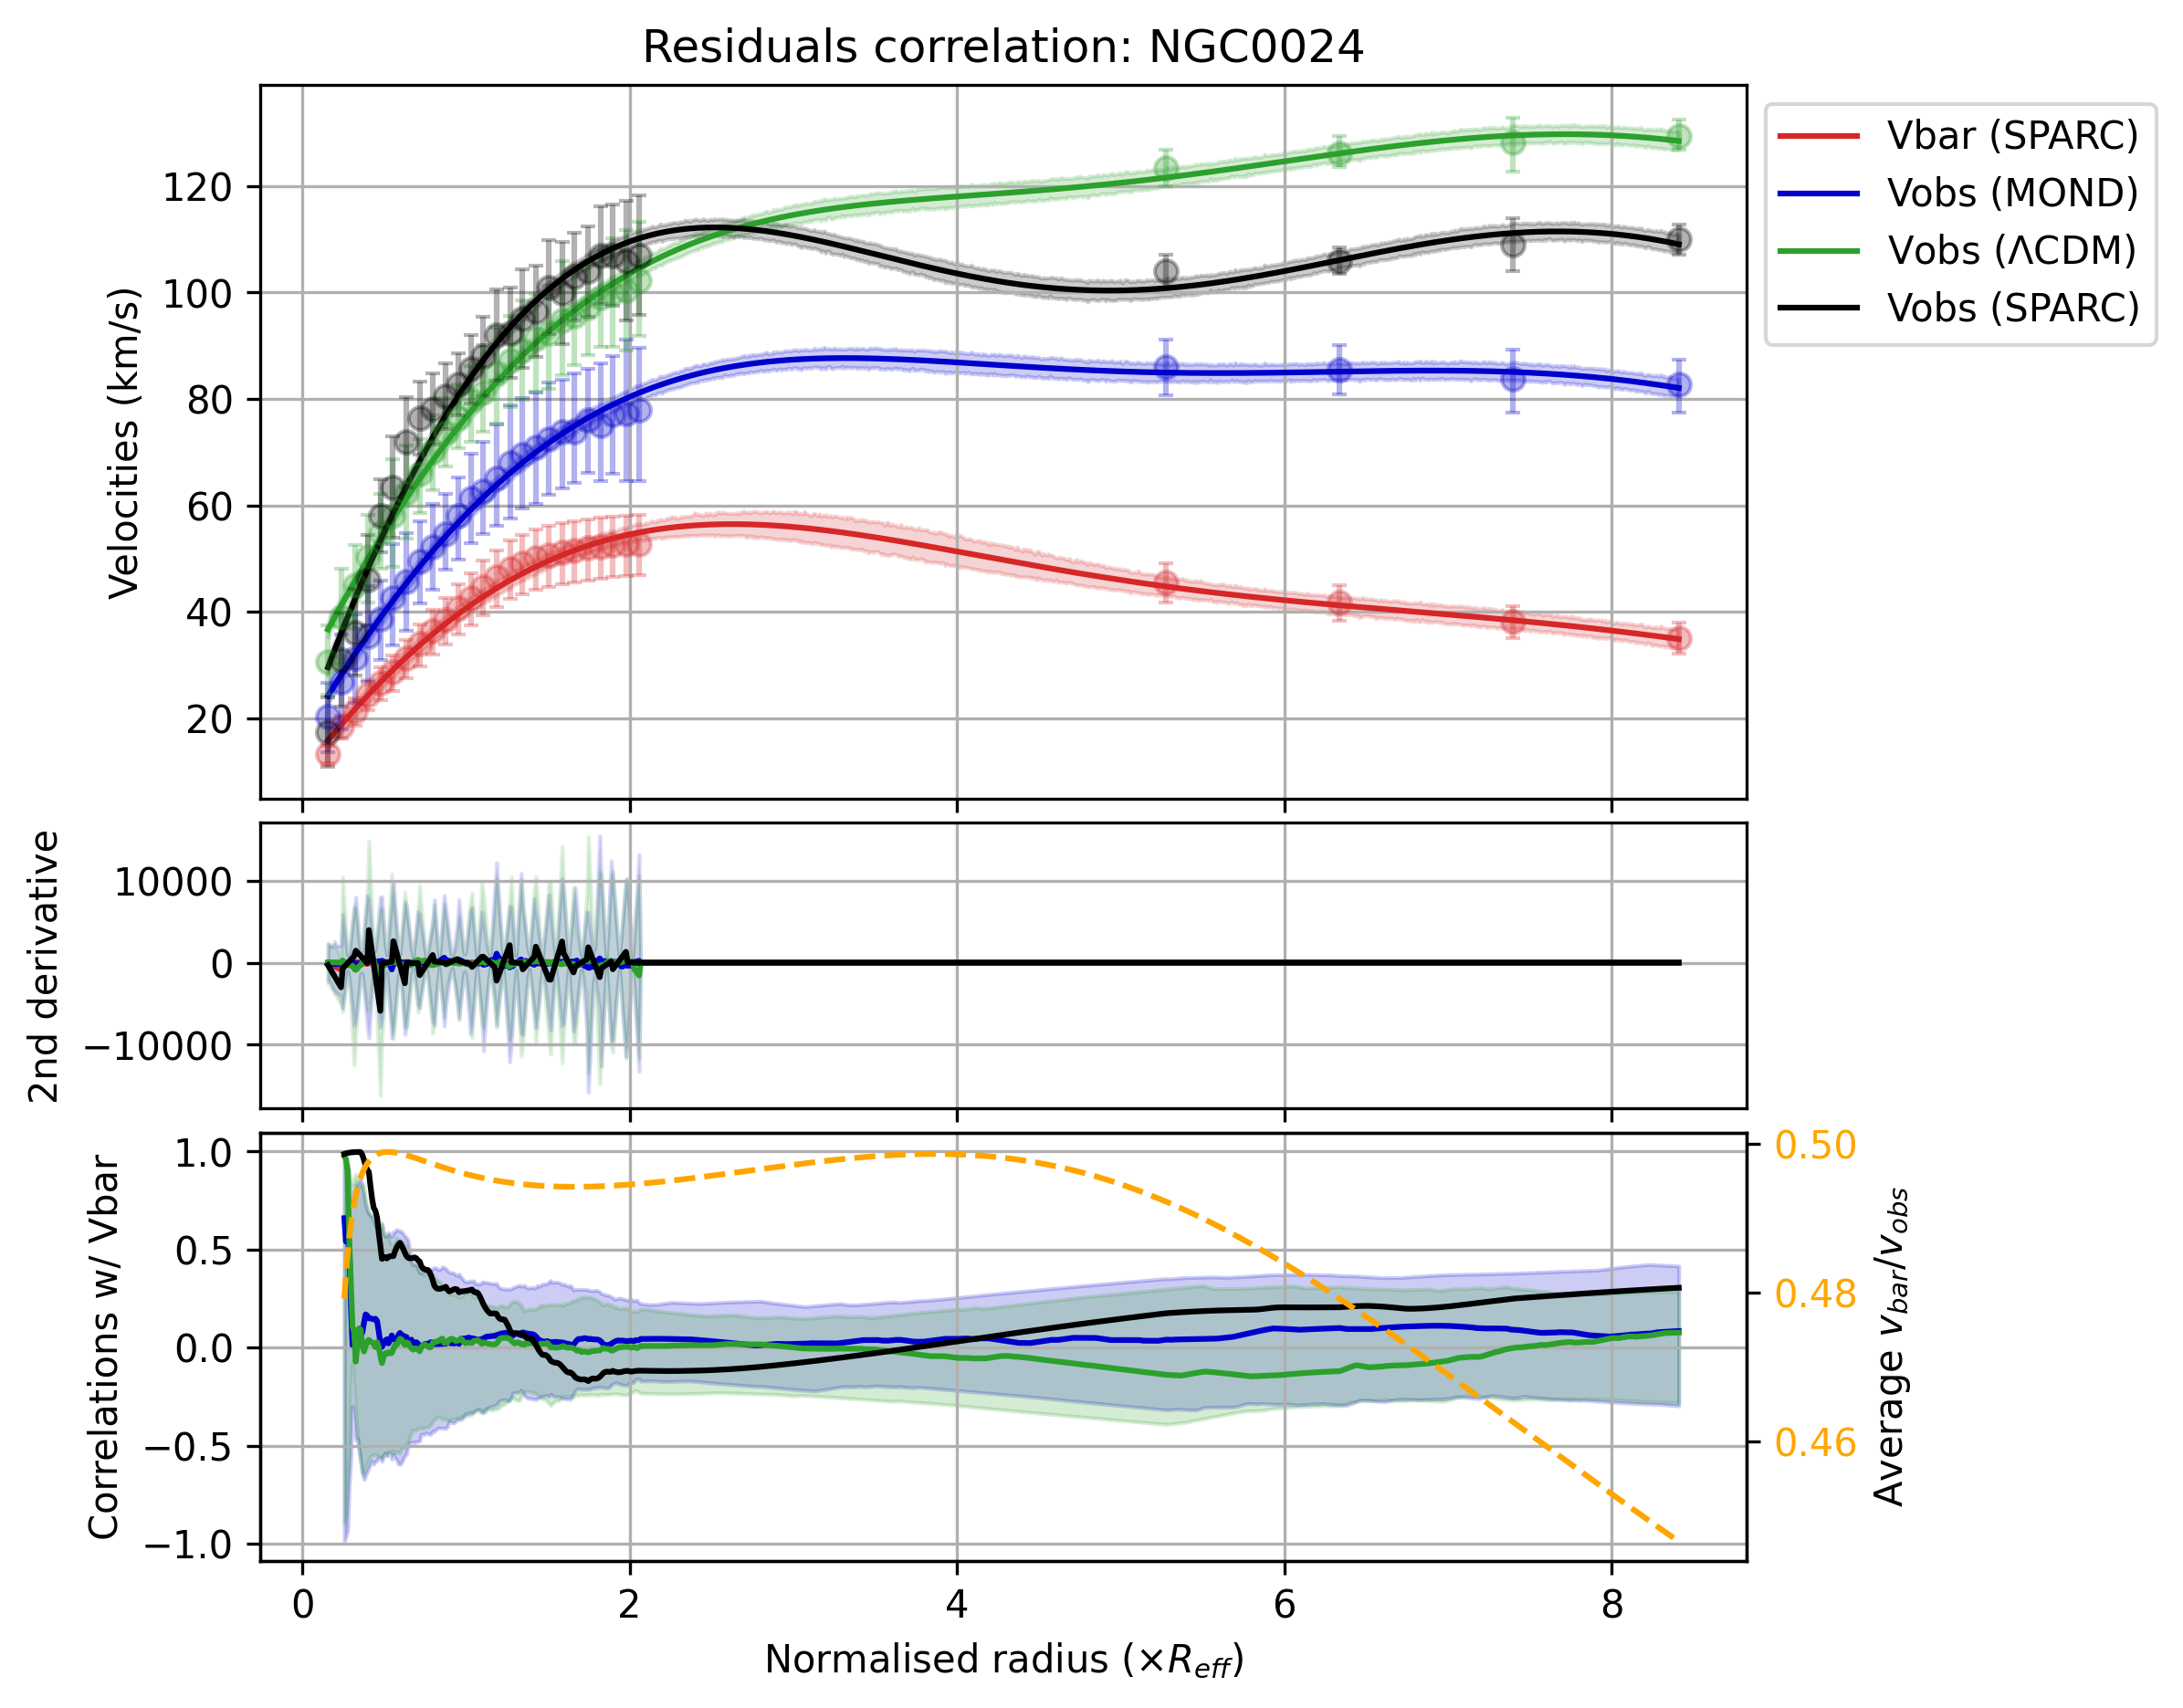 Residuals correlation: NGC0024
Velocities (km/s)
120
100
80
60
40
20
Vbar (SPARC)
Vobs (MOND)
Vobs (ΛCDM)
Vobs (SPARC)
2nd derivative
10000
0
−10000
Correlations w/ Vbar
1.0
0.5
0.0
−0.5
−1.0
0.50
0.48
0.46
Average v_bar/v_obs
0 2 4 6 8
Normalised radius (×R_eff)